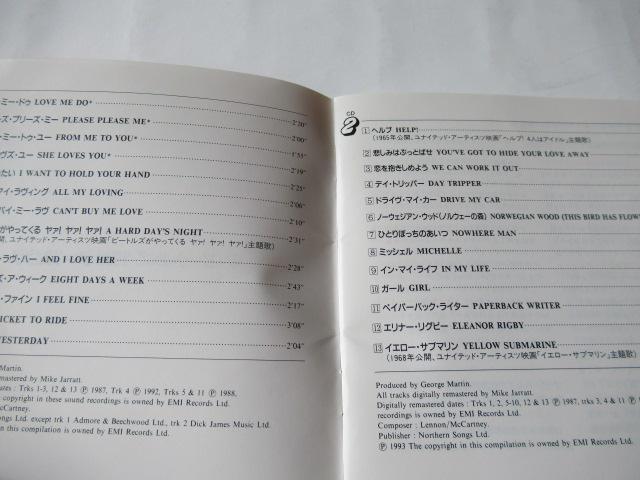 ミー・ドゥ LOVE ME DO*
2'20"
ズ・プリーズ・ミー PLEASE PLEASE ME*
2'00"
ミー・トゥ・ユー FROM ME TO YOU*
1'55"
ヴズ・ユー SHE LOVES YOU*
2'19"
たい I WANT TO HOLD YOUR HAND
2'25"
イ・ラヴィング ALL MY LOVING
2'06"
バイ・ミー・ラヴ CAN'T BUY ME LOVE
2'10"
がやってくる ヤァ! ヤァ! ヤァ! A HARD DAY'S NIGHT
2'31"
開、ユナイテッド・アーティスツ映画「ビートルズがやってくる ヤァ! ヤァ! ヤァ!」主題歌)
・ラヴ・ハー AND I LOVE HER
2'28"
ズ・ア・ウィーク EIGHT DAYS A WEEK
2'43"
・ファイン I FEEL FINE
2'17"
ICKET TO RIDE
3'08"
YESTERDAY
2'04"
Martin.
emastered by Mike Jarratt.
ates : Trks 1-3, 12 & 13 Ⓟ 1987, Trk 4 Ⓟ 1992, Trks 5 & 11 Ⓟ 1988,
copyright in these sound recordings is owned by EMI Records Ltd.
cCartney.
ongs Ltd. except trk 1 Admore & Beechwood Ltd., trk 2 Dick James Music Ltd.
t in this compilation is owned by EMI Records Ltd.
CD
2
1 ヘルプ HELP!
(1965年公開、ユナイテッド・アーティスツ映画「ヘルプ! 4人はアイドル」主題歌)
2 悲しみはぶっとばせ YOU'VE GOT TO HIDE YOUR LOVE AWAY
3 恋を抱きしめよう WE CAN WORK IT OUT
4 デイ・トリッパー DAY TRIPPER
5 ドライヴ・マイ・カー DRIVE MY CAR
6 ノーウェジアン・ウッド(ノルウェーの森) NORWEGIAN WOOD (THIS BIRD HAS FLOW
7 ひとりぼっちのあいつ NOWHERE MAN
8 ミッシェル MICHELLE
9 イン・マイ・ライフ IN MY LIFE
10 ガール GIRL
11 ペイパーバック・ライター PAPERBACK WRITER
12 エリナー・リグビー ELEANOR RIGBY
13 イエロー・サブマリン YELLOW SUBMARINE
(1968年公開、ユナイテッド・アーティスツ映画「イエロー・サブマリン」主題歌)
Produced by George Martin.
All tracks digitally remastered by Mike Jarratt.
Digitally remastered dates : Trks 1, 2, 5-10, 12 & 13 Ⓟ 1987, trks 3, 4 & 11 Ⓟ
recordings is owned by EMI Records Ltd.
Composer : Lennon/McCartney.
Publisher : Northern Songs Ltd.
Ⓟ 1993 The copyright in this compilation is owned by EMI Records Ltd.